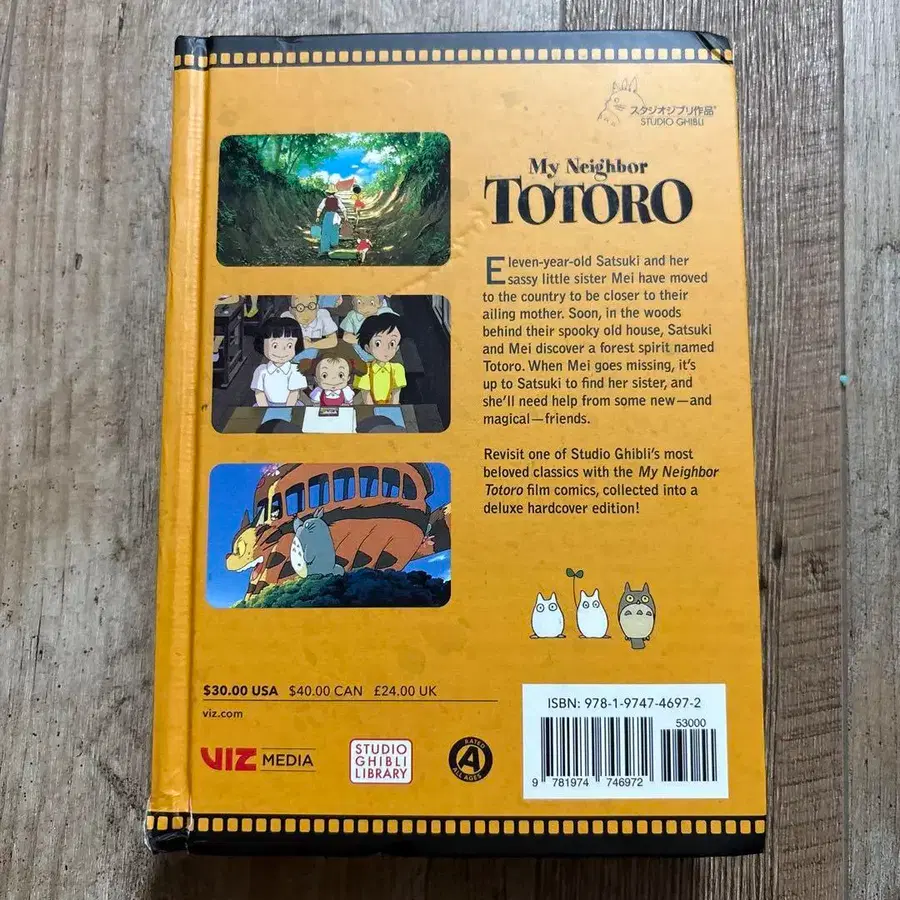 スタジオジブリ作品
STUDIO GHIBLI
My Neighbor
TOTORO
Eleven-year-old Satsuki and her
sassy little sister Mei have moved
to the country to be closer to their
ailing mother. Soon, in the woods
behind their spooky old house, Satsuki
and Mei discover a forest spirit named
Totoro. When Mei goes missing, it's
up to Satsuki to find her sister, and
she'll need help from some new—and
magical—friends.
Revisit one of Studio Ghibli's most
beloved classics with the My Neighbor
Totoro film comics, collected into a
deluxe hardcover edition!
$30.00 USA $40.00 CAN £24.00 UK
viz.com
VIZ MEDIA
STUDIO
GHIBLI
LIBRARY
RATED
A
ALL AGES
ISBN: 978-1-9747-4697-2
53000
9 781974 746972